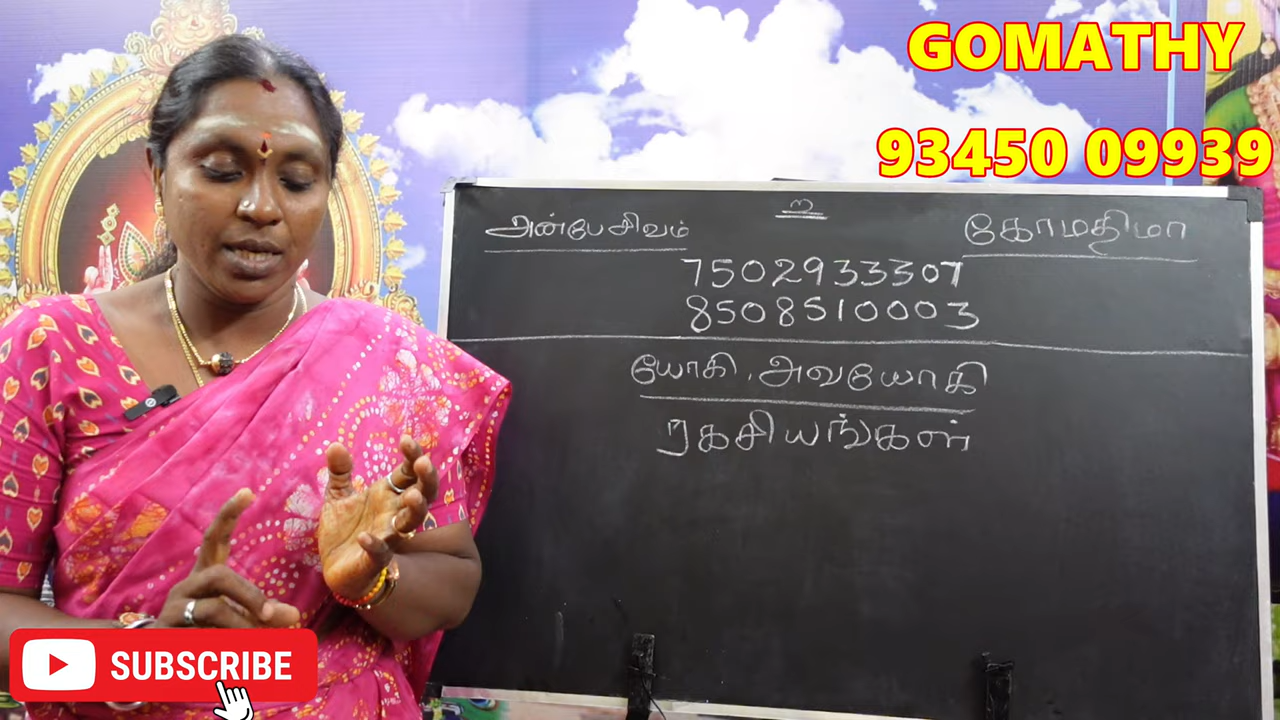 GOMATHY
93450 09939
உ
அன்பே சிவம் கோமதிமா
7502933307
8508510003
யோகி, அவயோகி
ரகசியங்கள்
SUBSCRIBE